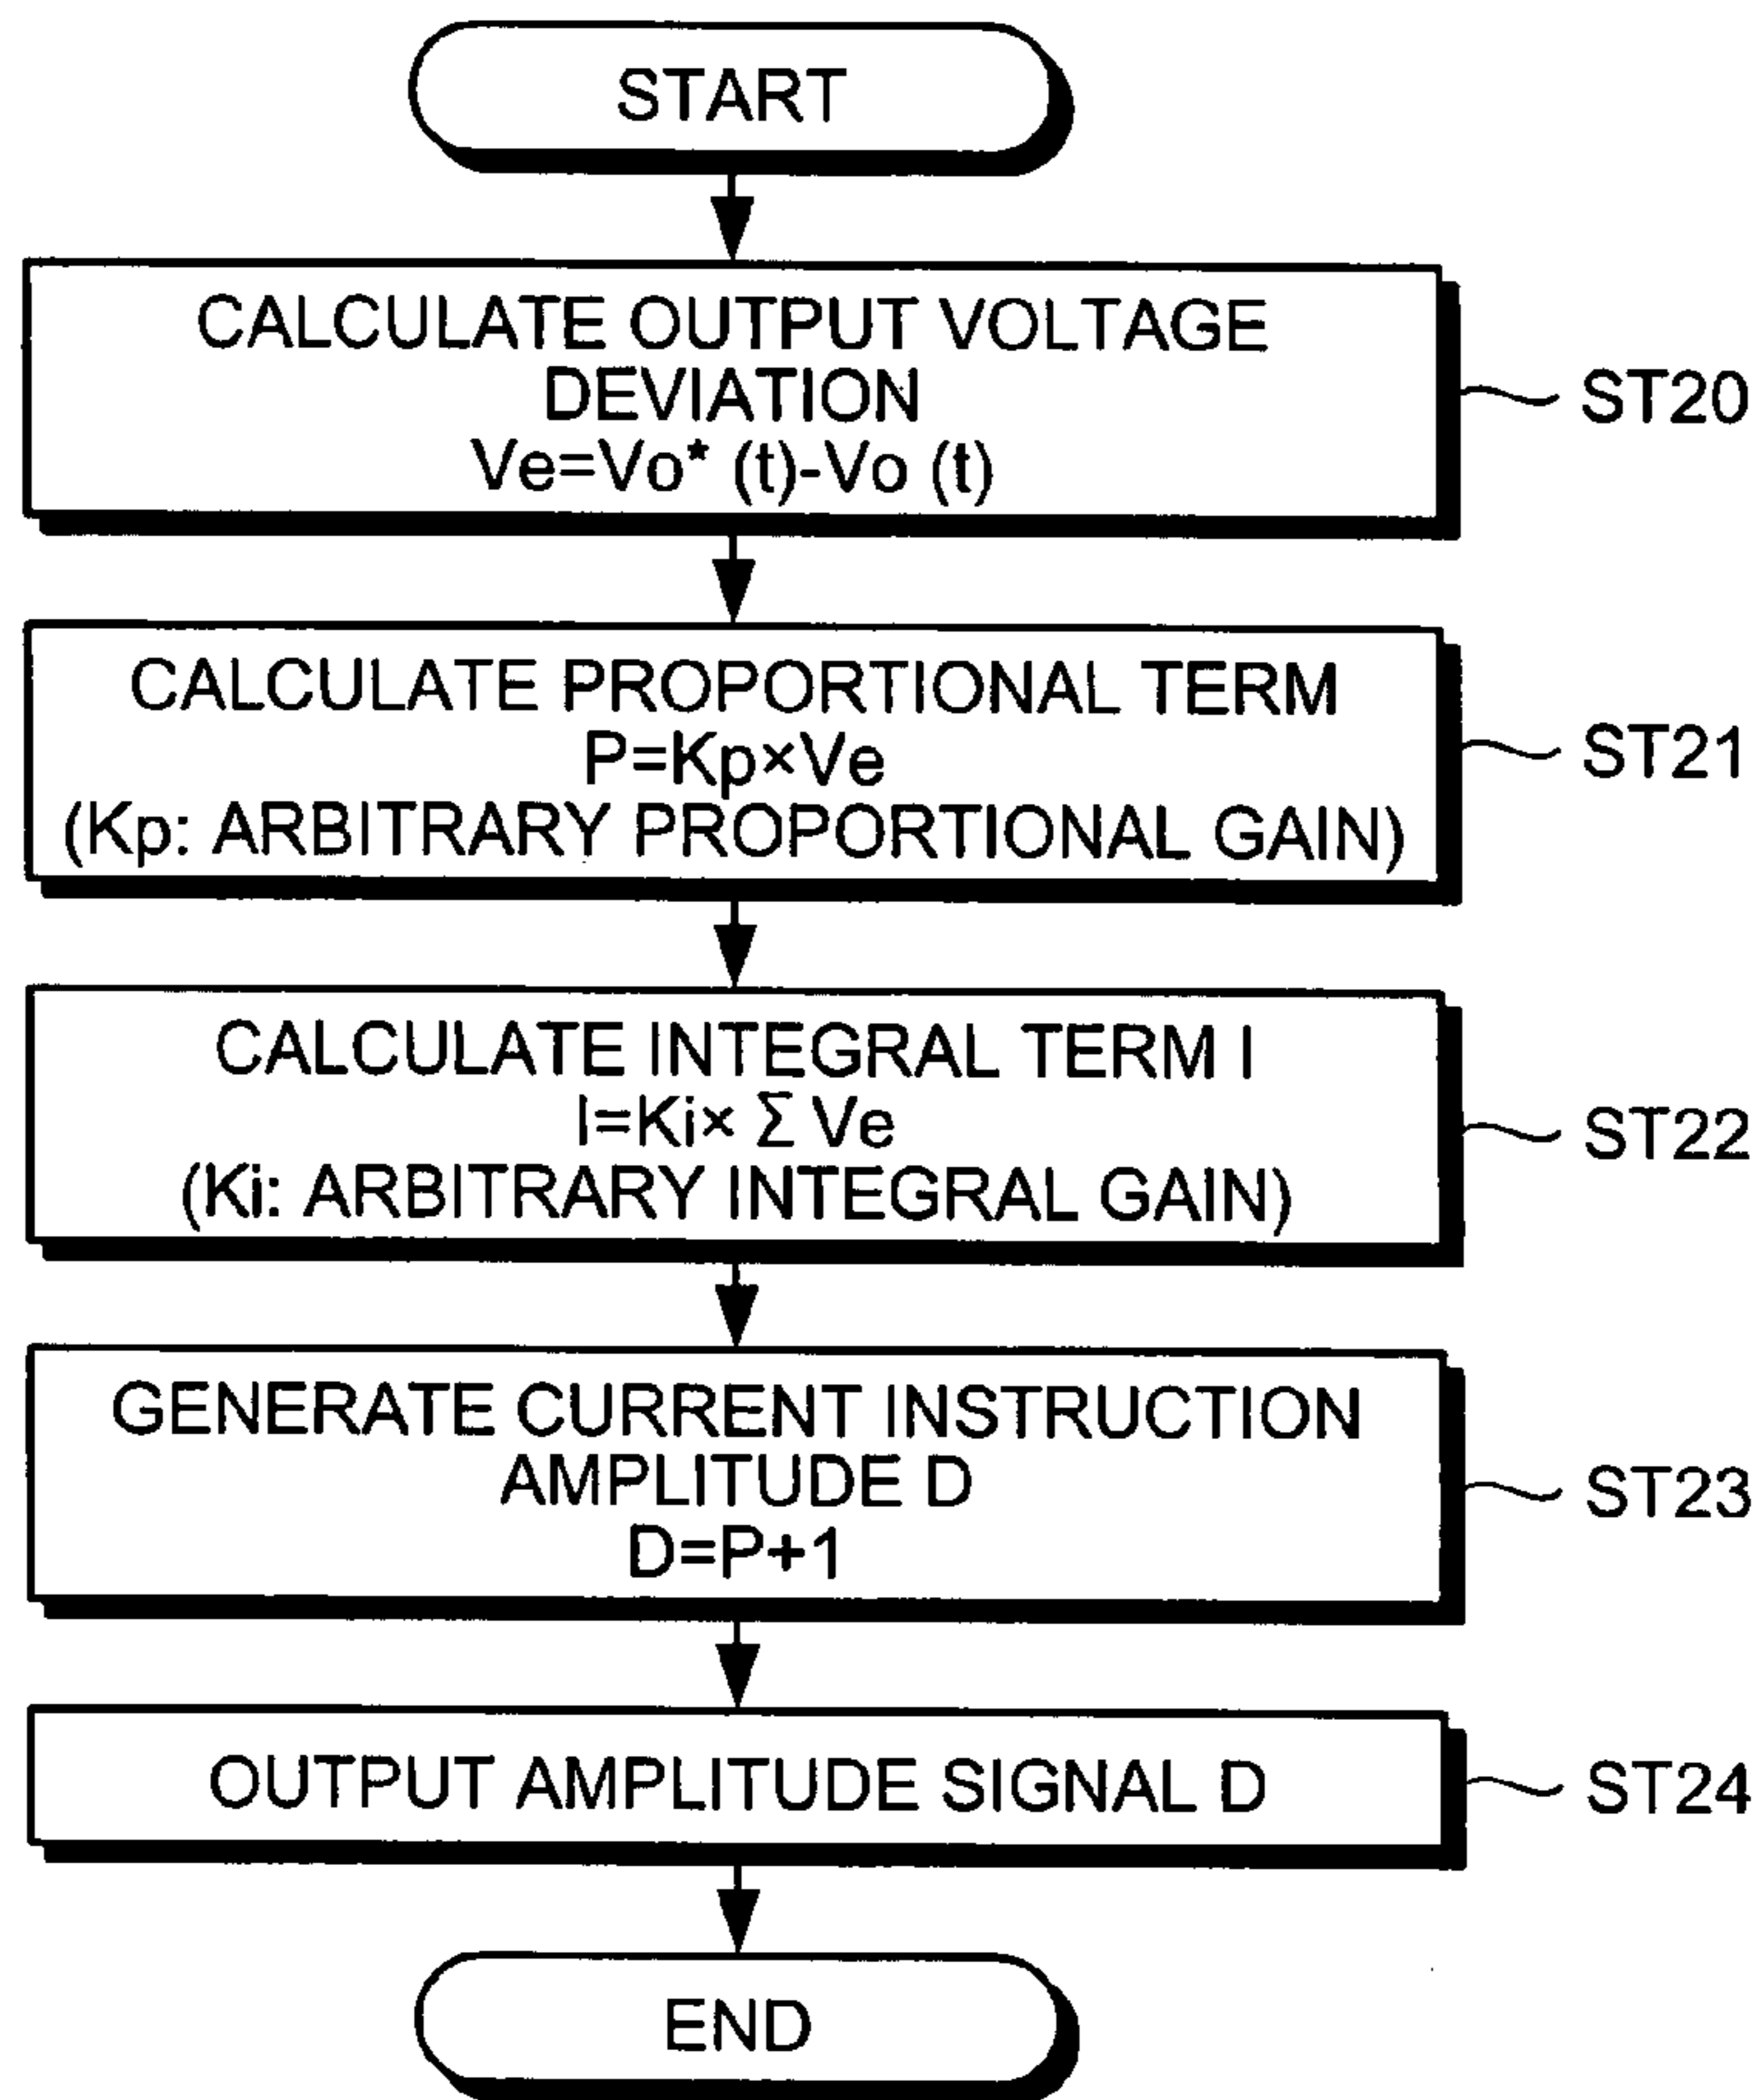 START
CALCULATE OUTPUT VOLTAGE
DEVIATION
Ve=Vo* (t)-Vo (t)
ST20
CALCULATE PROPORTIONAL TERM
P=Kp×Ve
(Kp: ARBITRARY PROPORTIONAL GAIN)
ST21
CALCULATE INTEGRAL TERM I
I=Ki× Σ Ve
(Ki: ARBITRARY INTEGRAL GAIN)
ST22
GENERATE CURRENT INSTRUCTION
AMPLITUDE D
D=P+1
ST23
OUTPUT AMPLITUDE SIGNAL D
ST24
END